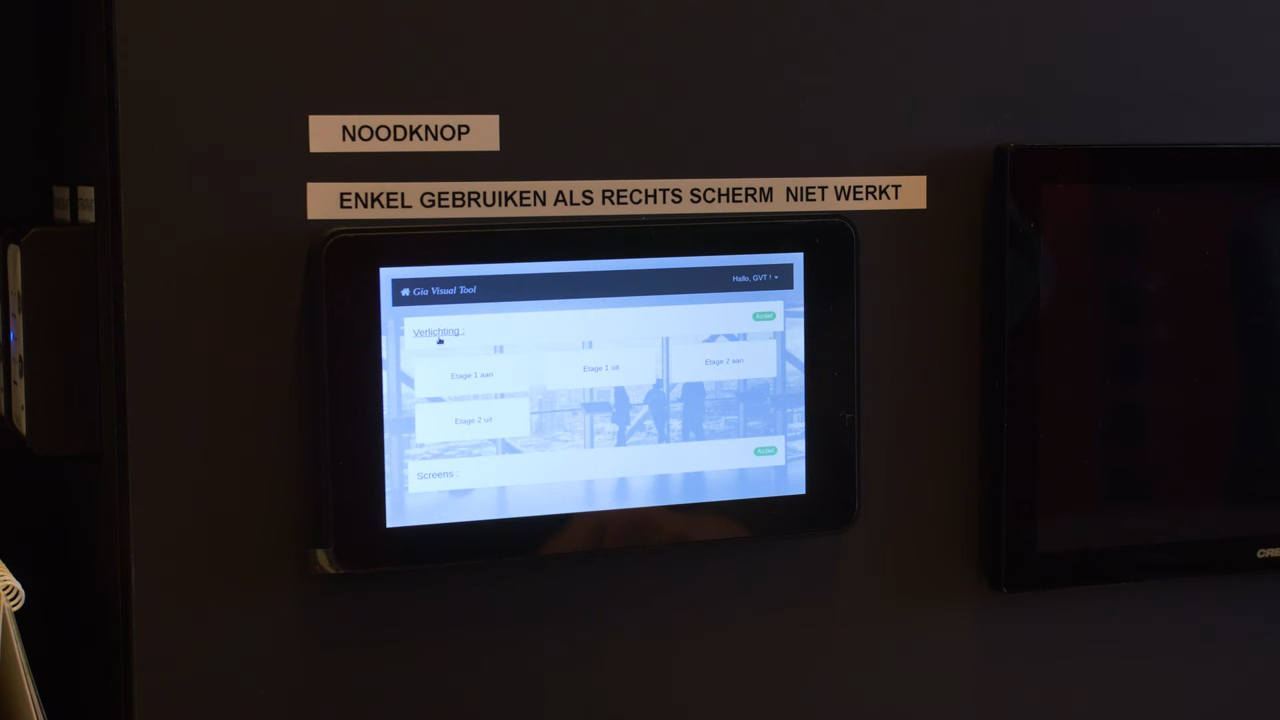 NOODKNOP
ENKEL GEBRUIKEN ALS RECHTS SCHERM NIET WERKT
Gia Visual Tool
Hallo, GVT !
Verlichting :
Actief
Etage 1 aan
Etage 1 uit
Etage 2 aan
Etage 2 uit
Screens :
Actief